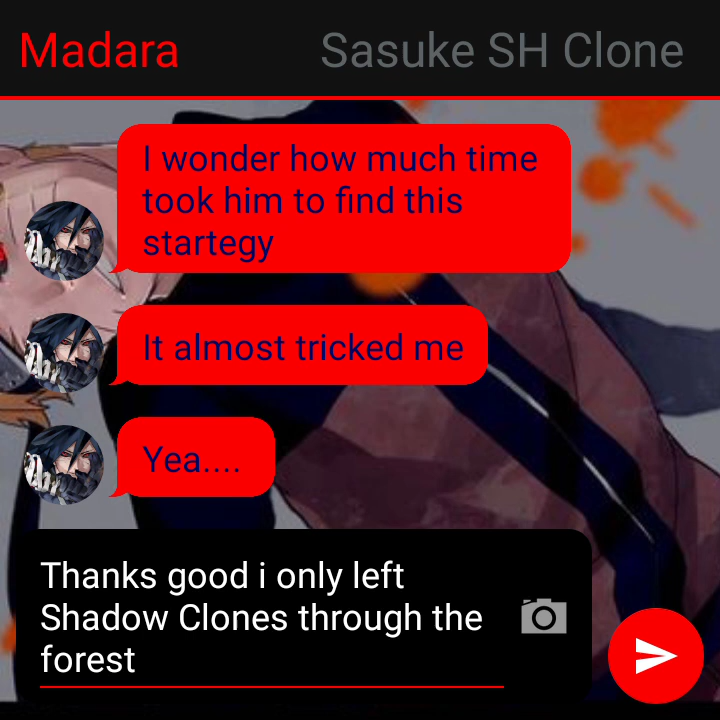 Madara Sasuke SH Clone
I wonder how much time
took him to find this
startegy
It almost tricked me
Yea....
Thanks good i only left
Shadow Clones through the
forest